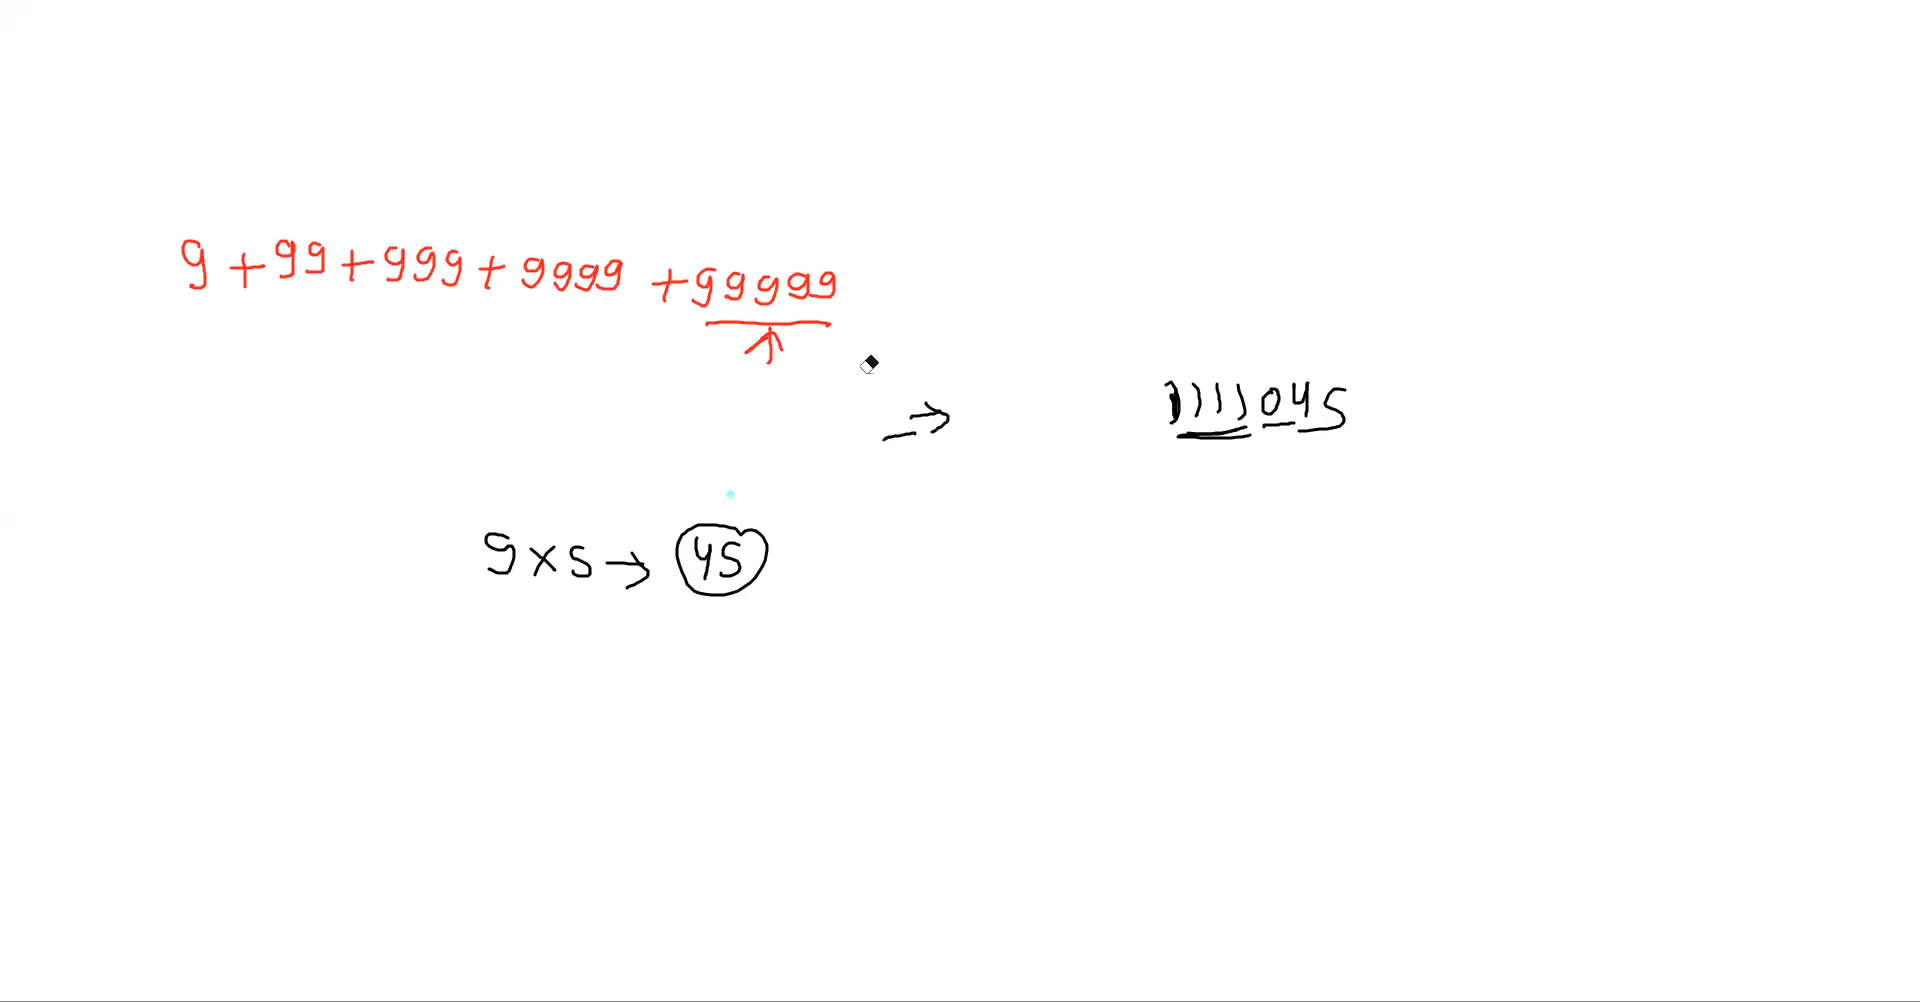 9 + 99 + 999 + 9999 + 99999
→ 1111045
9 × 5 → 45